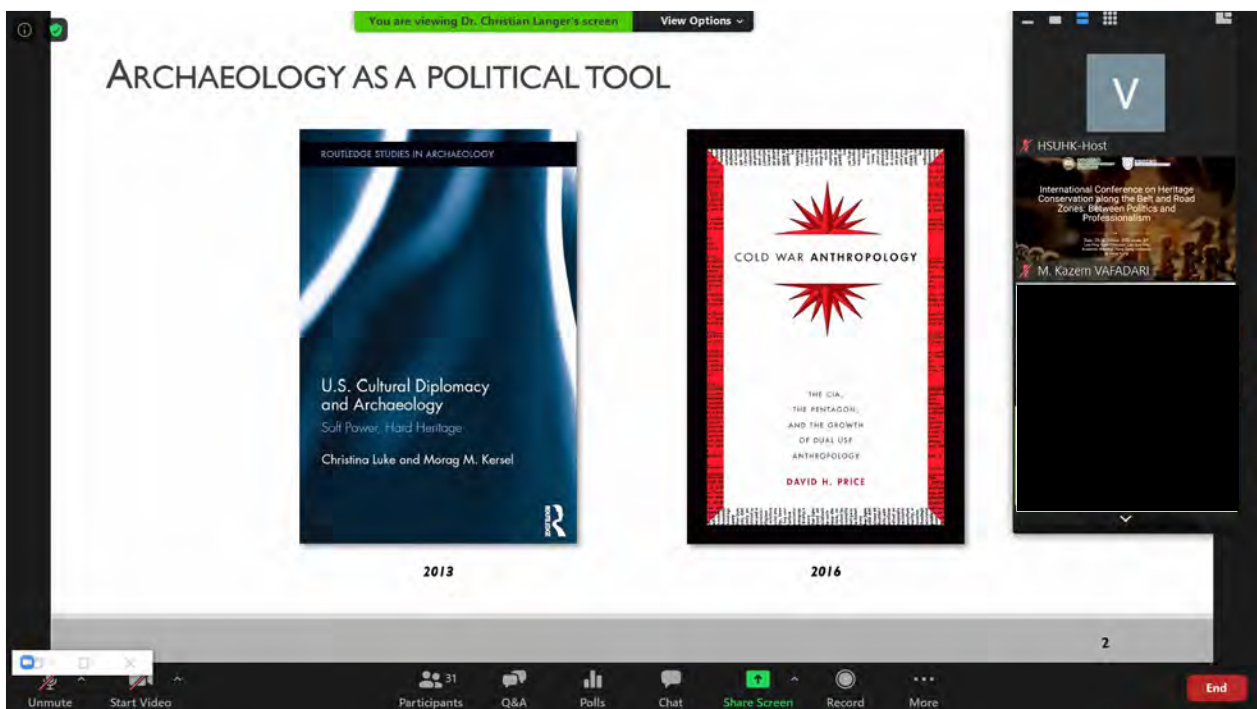 You are viewing Dr. Christian Langer's screen
View Options
ARCHAEOLOGY AS A POLITICAL TOOL
ROUTLEDGE STUDIES IN ARCHAEOLOGY
U.S. Cultural Diplomacy
and Archaeology
Soft Power, Hard Heritage
Christina Luke and Morag M. Kersel
ROUTLEDGE
2013
COLD WAR ANTHROPOLOGY
THE CIA,
THE PENTAGON,
AND THE GROWTH
OF DUAL USE
ANTHROPOLOGY
DAVID H. PRICE
2016
V
HSUHK-Host
International Conference on Heritage
Conservation along the Belt and Road
Zones: Between Politics and
Professionalism
M. Kazem VAFADARI
2
Unmute
Start Video
31
Participants
Q&A
Polls
Chat
Share Screen
Record
More
End